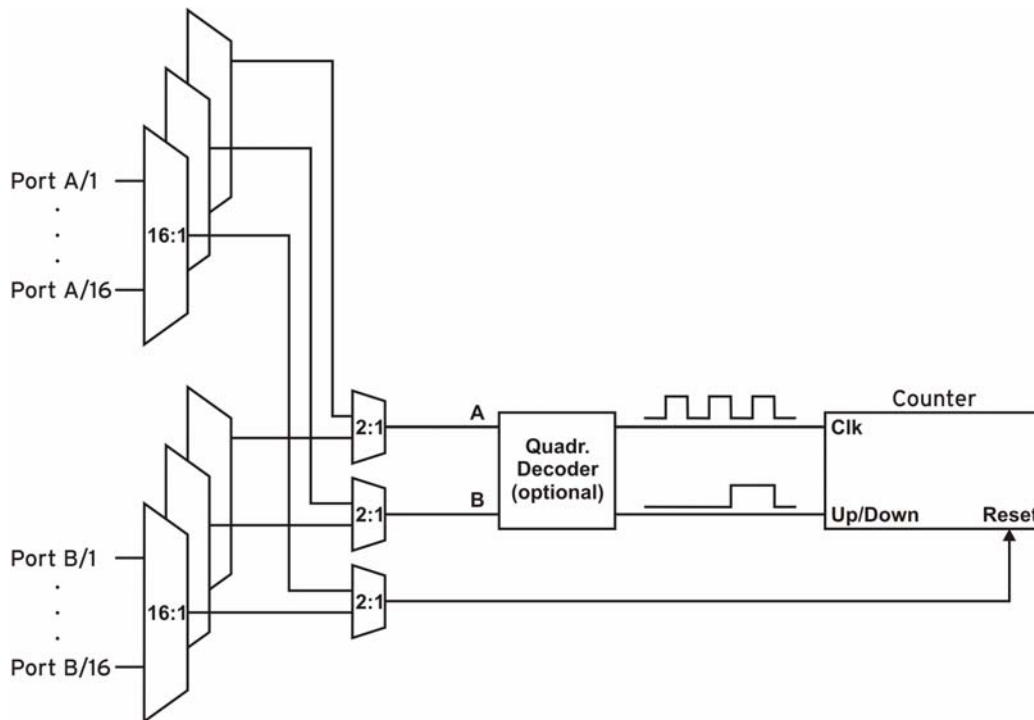 Port A/1
16:1
Port A/16
Port B/1
16:1
Port B/16
2:1
2:1
2:1
A
B
Quadr.
Decoder
(optional)
Counter
Clk
Up/Down
Reset